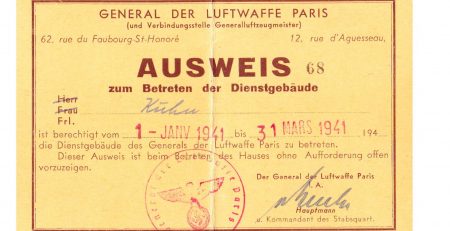 GENERAL DER LUFTWAFFE PARIS
(und Verbindungsstelle Generalluftzeugmeister)
62, rue du Faubourg-St-Honoré 12, rue d'Aguesseau,
AUSWEIS 68
zum Betreten der Dienstgebäude
Herr
Frau Kühn
Frl.
ist berechtigt vom 1-JANV 1941 bis 31 MARS 1941 194
die Dienstgebäude des Generals der Luftwaffe Paris zu betreten.
Dieser Ausweis ist beim Betreten des Hauses ohne Aufforderung offen
vorzuzeigen.
Der General der Luftwaffe Paris
I. A.
Hauptmann
u. Kommandant des Stabsquart.